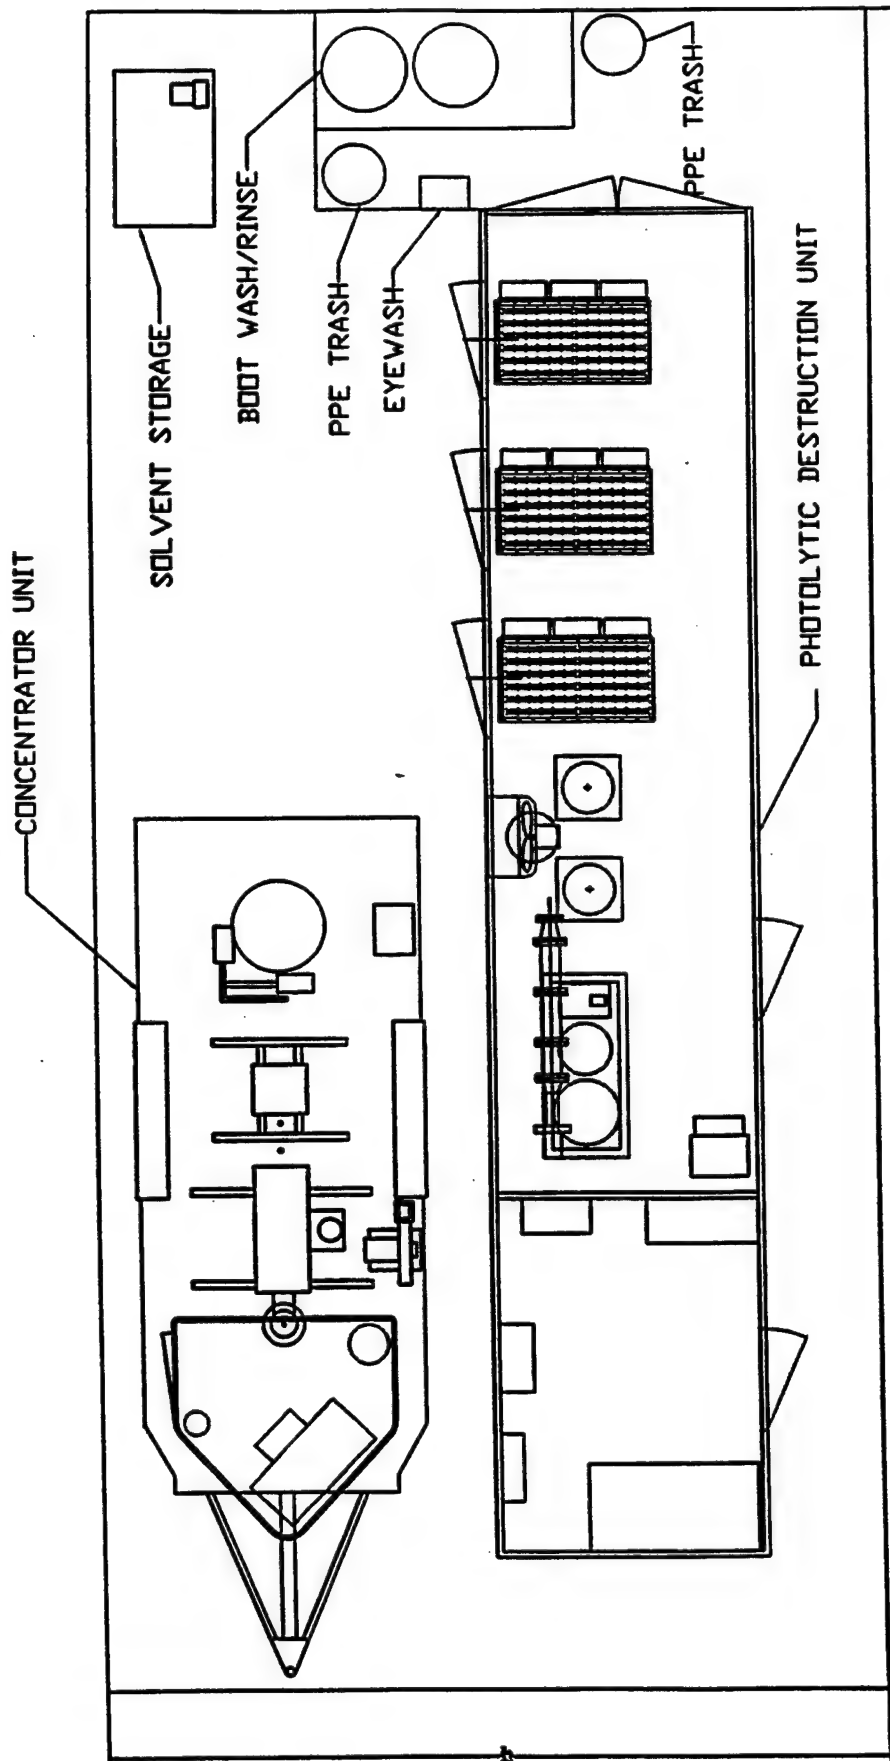 CONCENTRATOR UNIT
SOLVENT STORAGE
BOOT WASH/RINSE
PPE TRASH
EYEWASH
PPE TRASH
PHOTOLYTIC DESTRUCTION UNIT